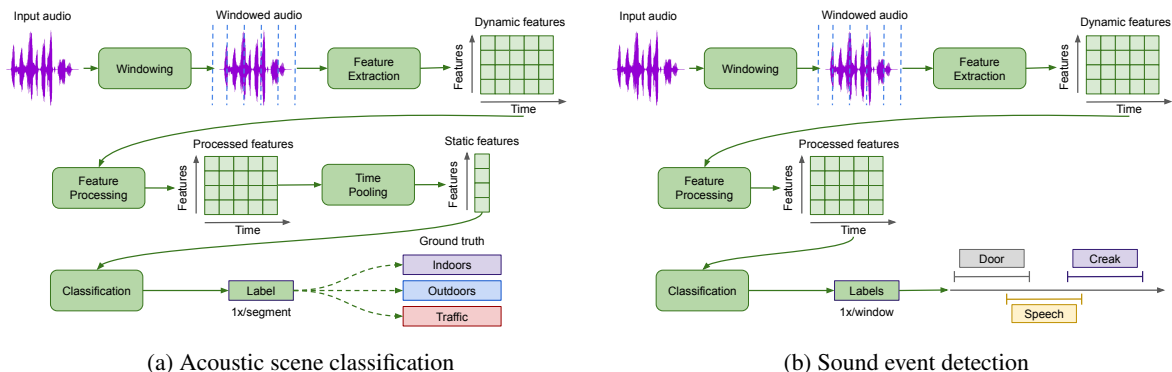 Input audio
Windowed audio
Dynamic features
Windowing
Feature
Extraction
Features
Time
Processed features
Static features
Feature
Processing
Features
Time
Pooling
Features
Time
Ground truth
Classification
Label
1x/segment
Indoors
Outdoors
Traffic
(a) Acoustic scene classification
Input audio
Windowed audio
Dynamic features
Windowing
Feature
Extraction
Features
Time
Processed features
Feature
Processing
Features
Time
Classification
Labels
1x/window
Door
Creak
Speech
(b) Sound event detection